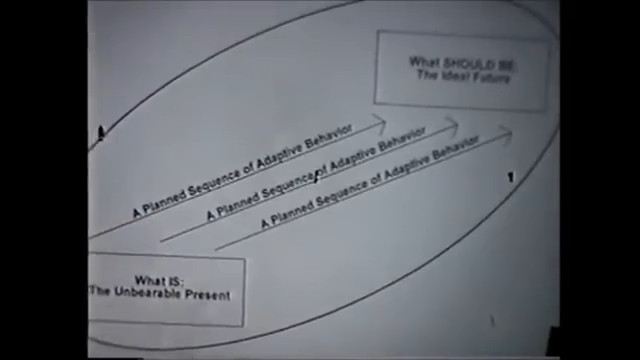 What SHOULD BE:
The Ideal Future
A Planned Sequence of Adaptive Behavior
A Planned Sequence of Adaptive Behavior
A Planned Sequence of Adaptive Behavior
What IS:
The Unbearable Present